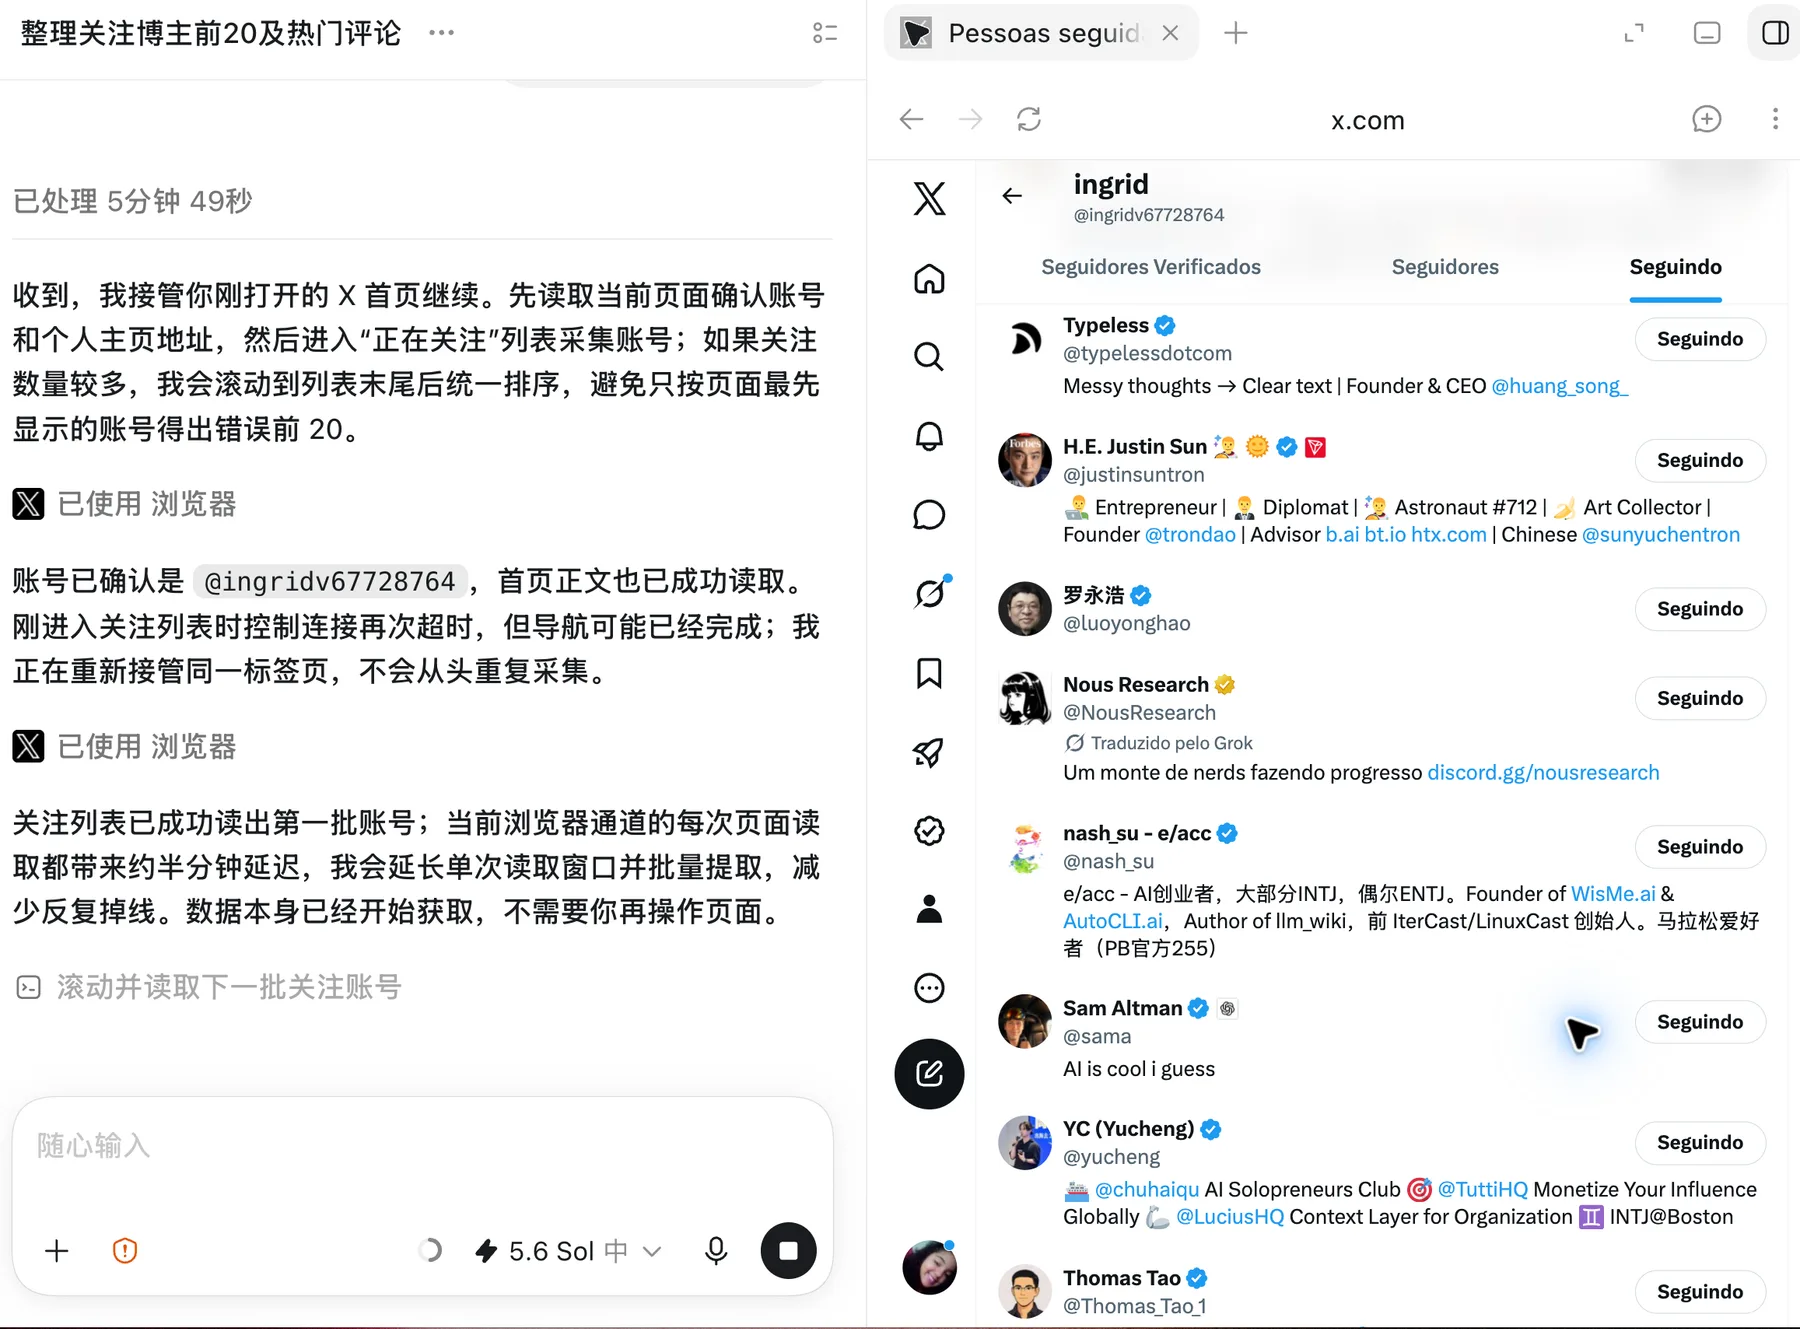 整理关注博主前20及热门评论
已处理 5分钟 49秒
收到，我接管你刚打开的 X 首页继续。先读取当前页面确认账号
和个人主页地址，然后进入“正在关注”列表采集账号；如果关注
数量较多，我会滚动到列表末尾后统一排序，避免只按页面最先
显示的账号得出错误前 20。
已使用 浏览器
账号已确认是 @ingridv67728764，首页正文也已成功读取。
刚进入关注列表时控制连接再次超时，但导航可能已经完成；我
正在重新接管同一标签页，不会从头重复采集。
已使用 浏览器
关注列表已成功读出第一批账号；当前浏览器通道的每次页面读
取都带来约半分钟延迟，我会延长单次读取窗口并批量提取，减
少反复掉线。数据本身已经开始获取，不需要你再操作页面。
滚动并读取下一批关注账号
随心输入
5.6 Sol 中
Pessoas seguid
x.com
ingrid
@ingridv67728764
Seguidores Verificados
Seguidores
Seguindo
Typeless
@typelessdotcom
Seguindo
Messy thoughts → Clear text | Founder & CEO @huang_song_
Forbes
H.E. Justin Sun
@justinsuntron
Seguindo
Entrepreneur | Diplomat | Astronaut #712 | Art Collector |
Founder @trondao | Advisor b.ai bt.io htx.com | Chinese @sunyuchentron
罗永浩
@luoyonghao
Seguindo
Nous Research
@NousResearch
Seguindo
Traduzido pelo Grok
Um monte de nerds fazendo progresso discord.gg/nousresearch
nash_su - e/acc
@nash_su
Seguindo
e/acc - AI创业者，大部分INTJ，偶尔ENTJ。Founder of WisMe.ai &
AutoCLI.ai，Author of llm_wiki，前 IterCast/LinuxCast 创始人。马拉松爱好
者（PB官方255）
Sam Altman
@sama
Seguindo
AI is cool i guess
YC (Yucheng)
@yucheng
Seguindo
@chuhaiqu AI Solopreneurs Club @TuttiHQ Monetize Your Influence
Globally @LuciusHQ Context Layer for Organization INTJ@Boston
Thomas Tao
@Thomas_Tao_1
Seguindo